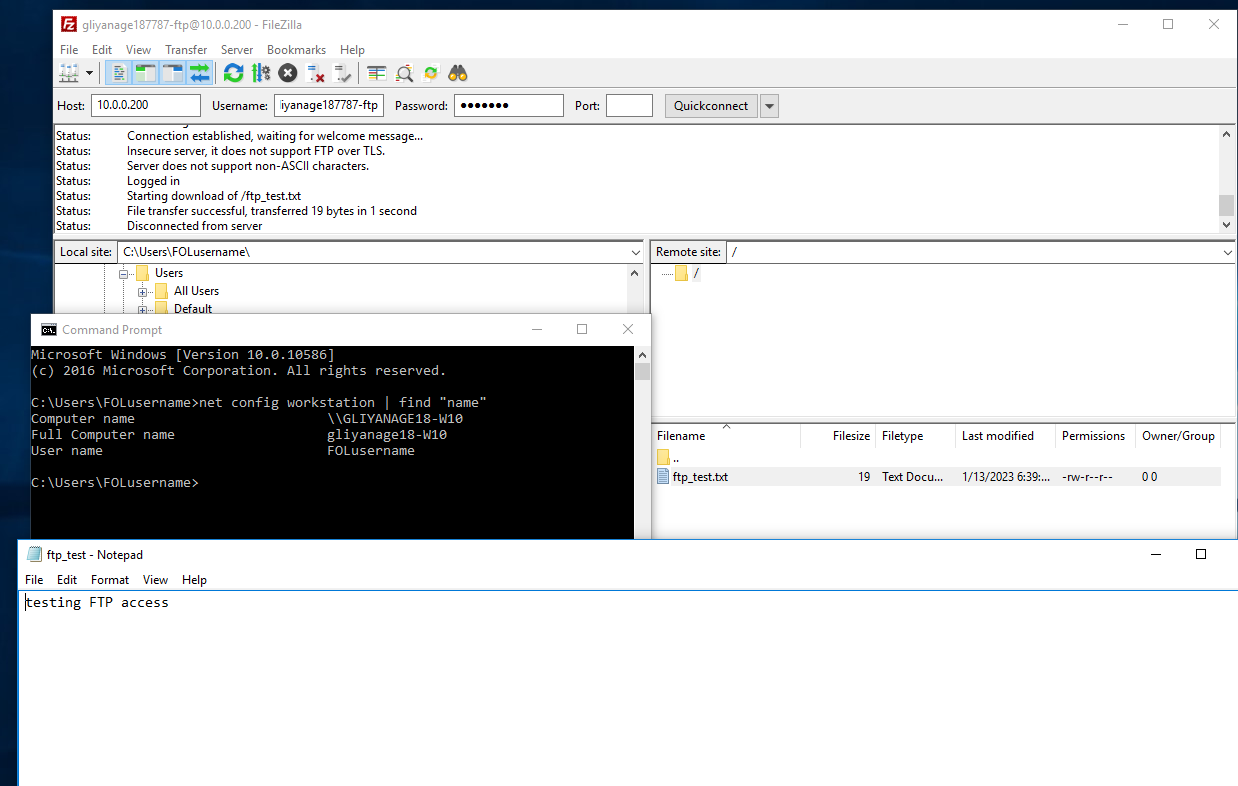 gliyanage187787-ftp@10.0.0.200 - FileZilla
File Edit View Transfer Server Bookmarks Help
Host: 10.0.0.200 Username: iyanage187787-ftp Password: ●●●●●●● Port: Quickconnect
Status: Connection established, waiting for welcome message...
Status: Insecure server, it does not support FTP over TLS.
Status: Server does not support non-ASCII characters.
Status: Logged in
Status: Starting download of /ftp_test.txt
Status: File transfer successful, transferred 19 bytes in 1 second
Status: Disconnected from server
Local site: C:\Users\FOLusername\
Users
All Users
Default
Remote site: /
/
Filename Filesize Filetype Last modified Permissions Owner/Group
..
ftp_test.txt 19 Text Docu... 1/13/2023 6:39:... -rw-r--r-- 0 0
Command Prompt
Microsoft Windows [Version 10.0.10586]
(c) 2016 Microsoft Corporation. All rights reserved.
C:\Users\FOLusername>net config workstation | find "name"
Computer name \\GLIYANAGE18-W10
Full Computer name gliyanage18-W10
User name FOLusername
C:\Users\FOLusername>
ftp_test - Notepad
File Edit Format View Help
testing FTP access